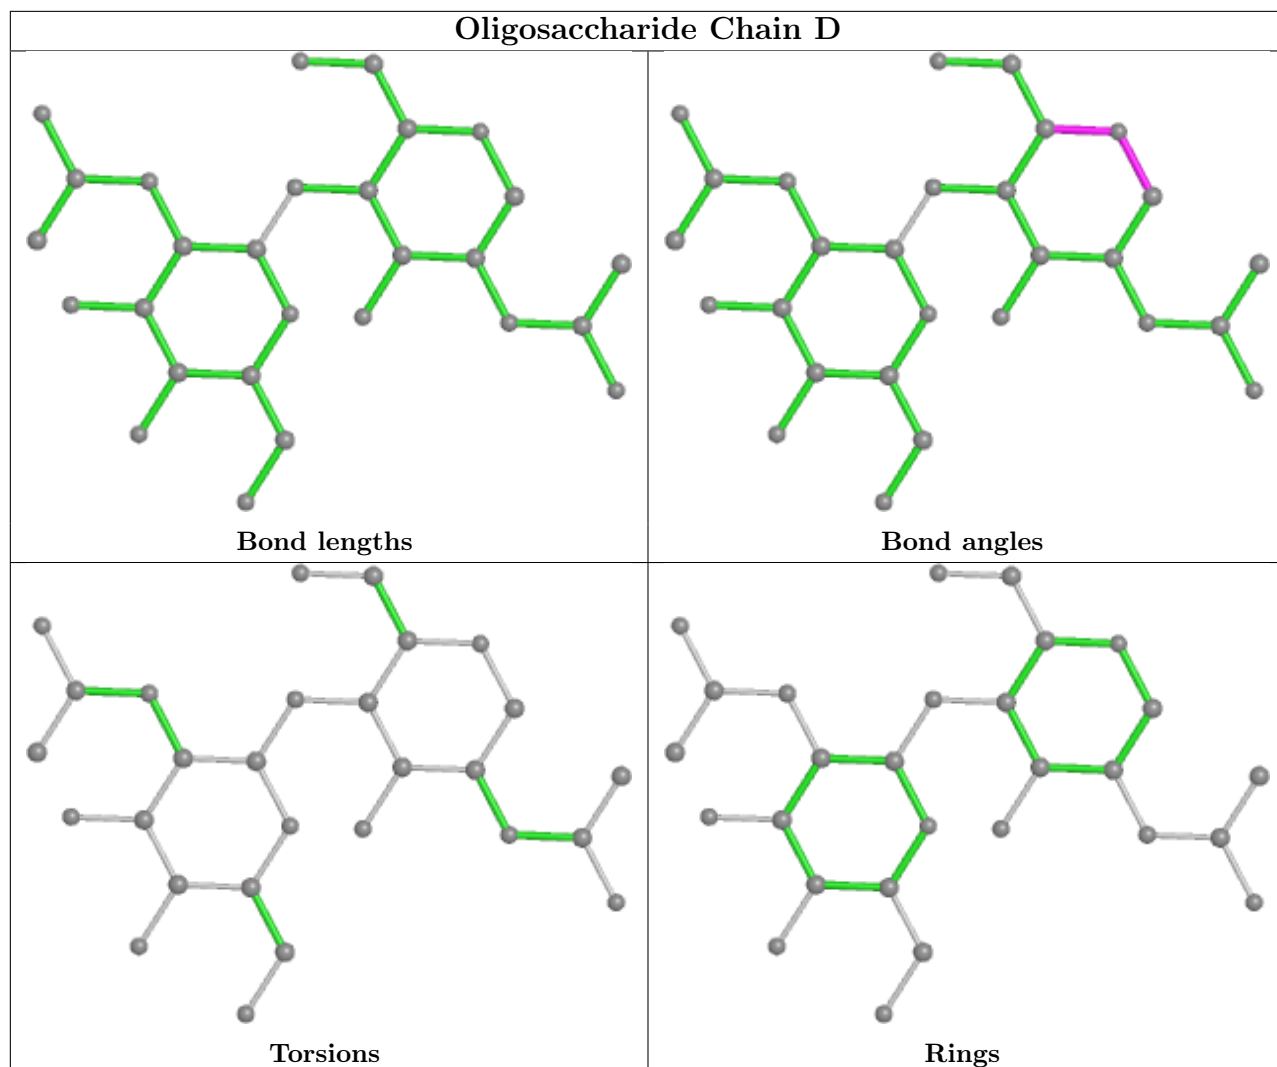 Oligosaccharide Chain D
Bond lengths
Bond angles
Torsions
Rings